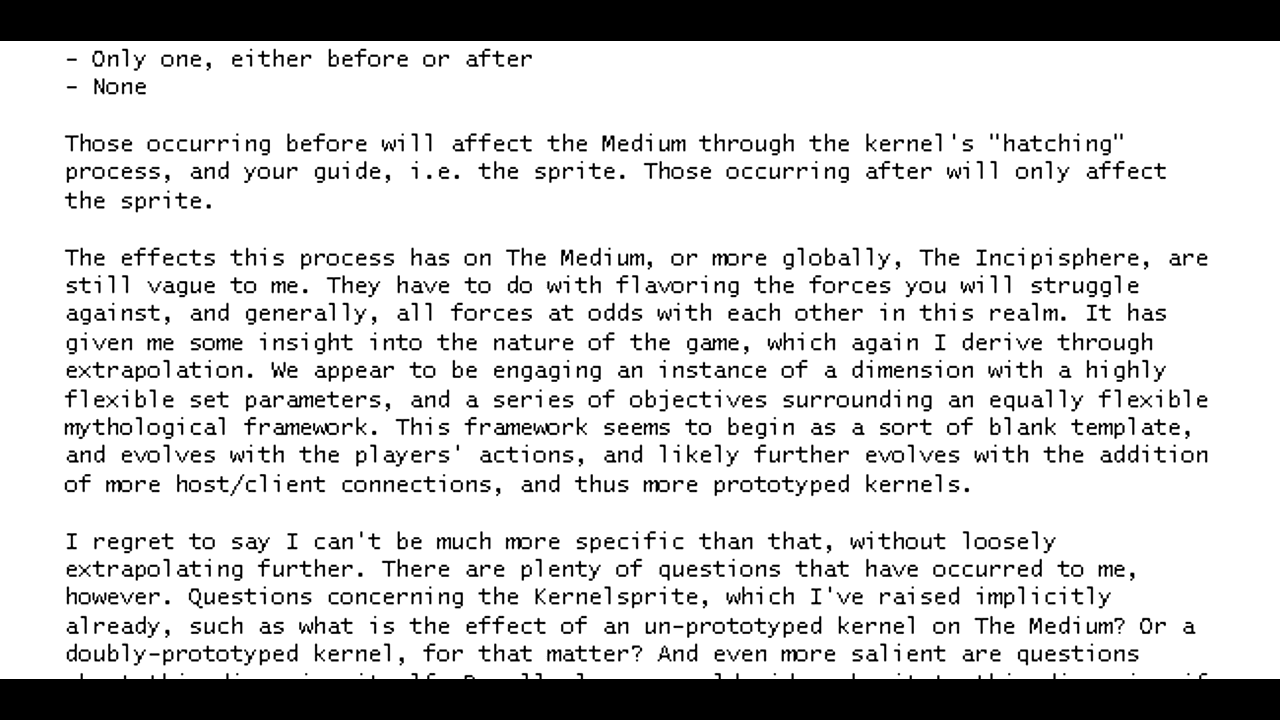 - Only one, either before or after
- None
Those occurring before will affect the Medium through the kernel's "hatching"
process, and your guide, i.e. the sprite. Those occurring after will only affect
the sprite.
The effects this process has on The Medium, or more globally, The Incipisphere, are
still vague to me. They have to do with flavoring the forces you will struggle
against, and generally, all forces at odds with each other in this realm. It has
given me some insight into the nature of the game, which again I derive through
extrapolation. We appear to be engaging an instance of a dimension with a highly
flexible set parameters, and a series of objectives surrounding an equally flexible
mythological framework. This framework seems to begin as a sort of blank template,
and evolves with the players' actions, and likely further evolves with the addition
of more host/client connections, and thus more prototyped kernels.
I regret to say I can't be much more specific than that, without loosely
extrapolating further. There are plenty of questions that have occurred to me,
however. Questions concerning the Kernelsprite, which I've raised implicitly
already, such as what is the effect of an un-prototyped kernel on The Medium? Or a
doubly-prototyped kernel, for that matter? And even more salient are questions